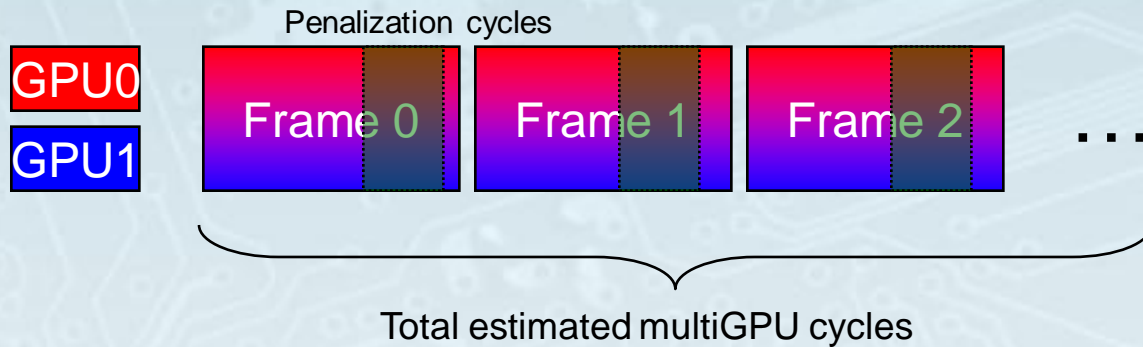 Penalization cycles
GPU0
GPU1
Frame 0
Frame 1
Frame 2
...
Total estimated multiGPU cycles